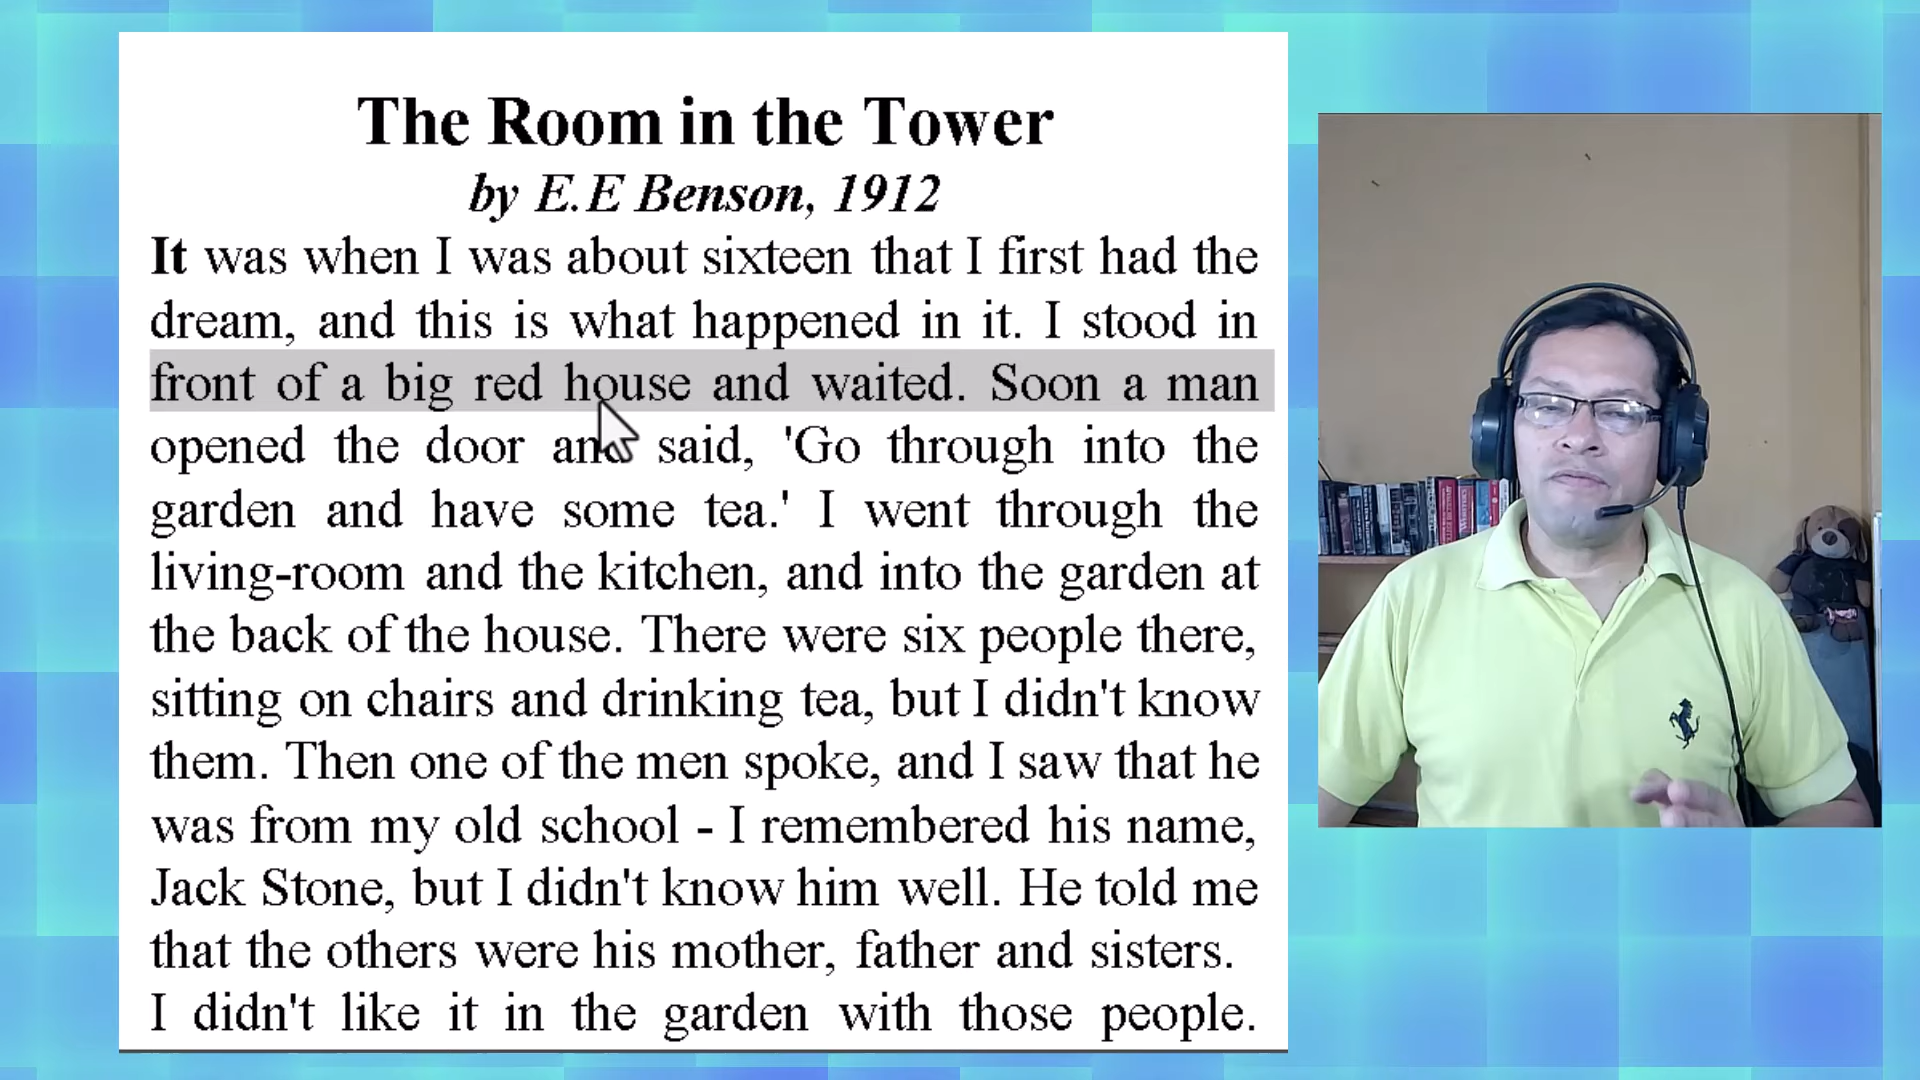 The Room in the Tower
by E.E Benson, 1912
It was when I was about sixteen that I first had the
dream, and this is what happened in it. I stood in
front of a big red house and waited. Soon a man
opened the door and said, 'Go through into the
garden and have some tea.' I went through the
living-room and the kitchen, and into the garden at
the back of the house. There were six people there,
sitting on chairs and drinking tea, but I didn't know
them. Then one of the men spoke, and I saw that he
was from my old school - I remembered his name,
Jack Stone, but I didn't know him well. He told me
that the others were his mother, father and sisters.
I didn't like it in the garden with those people.